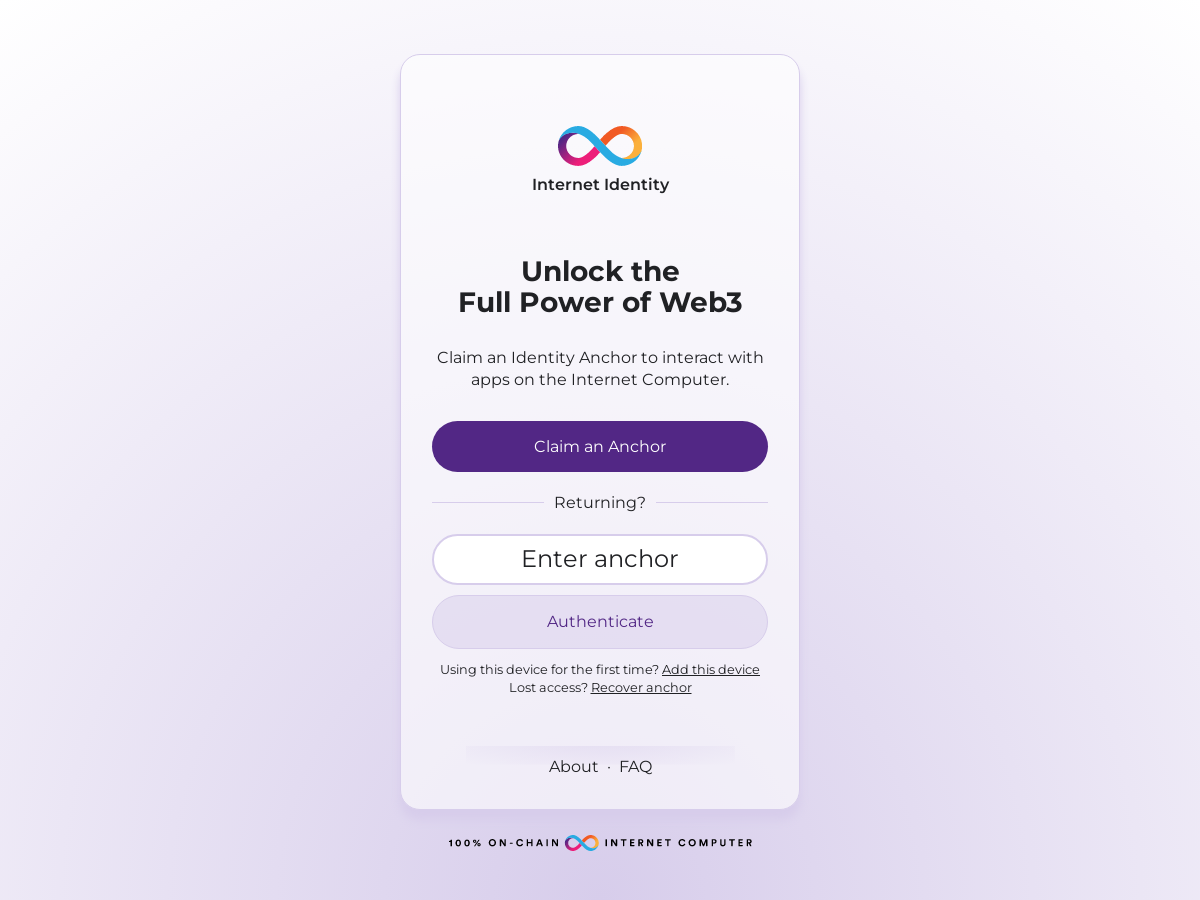 Internet Identity
Unlock the
Full Power of Web3
Claim an Identity Anchor to interact with
apps on the Internet Computer.
Claim an Anchor
Returning?
Enter anchor
Authenticate
Using this device for the first time? Add this device
Lost access? Recover anchor
About · FAQ
100% ON-CHAIN INTERNET COMPUTER